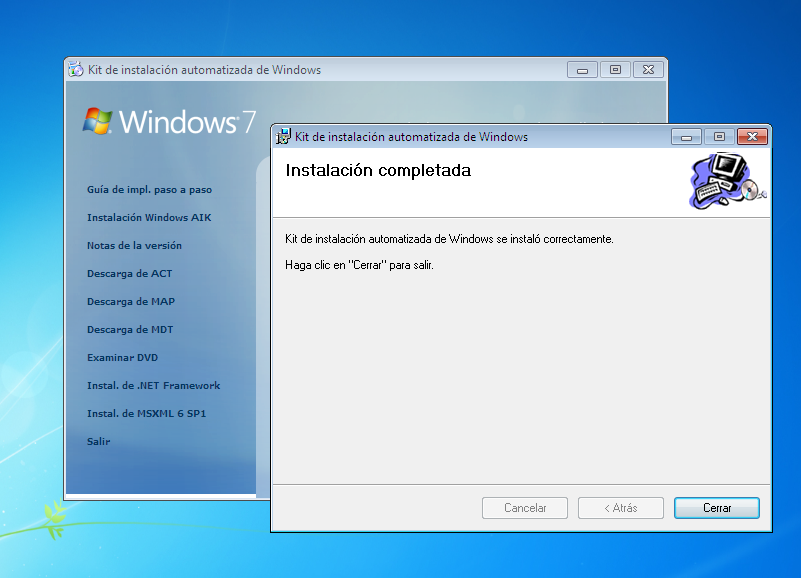 Kit de instalación automatizada de Windows
Windows 7
Guía de impl. paso a paso
Instalación Windows AIK
Notas de la versión
Descarga de ACT
Descarga de MAP
Descarga de MDT
Examinar DVD
Instal. de .NET Framework
Instal. de MSXML 6 SP1
Salir
Kit de instalación automatizada de Windows
Instalación completada
Kit de instalación automatizada de Windows se instaló correctamente.
Haga clic en "Cerrar" para salir.
Cancelar
< Atrás
Cerrar